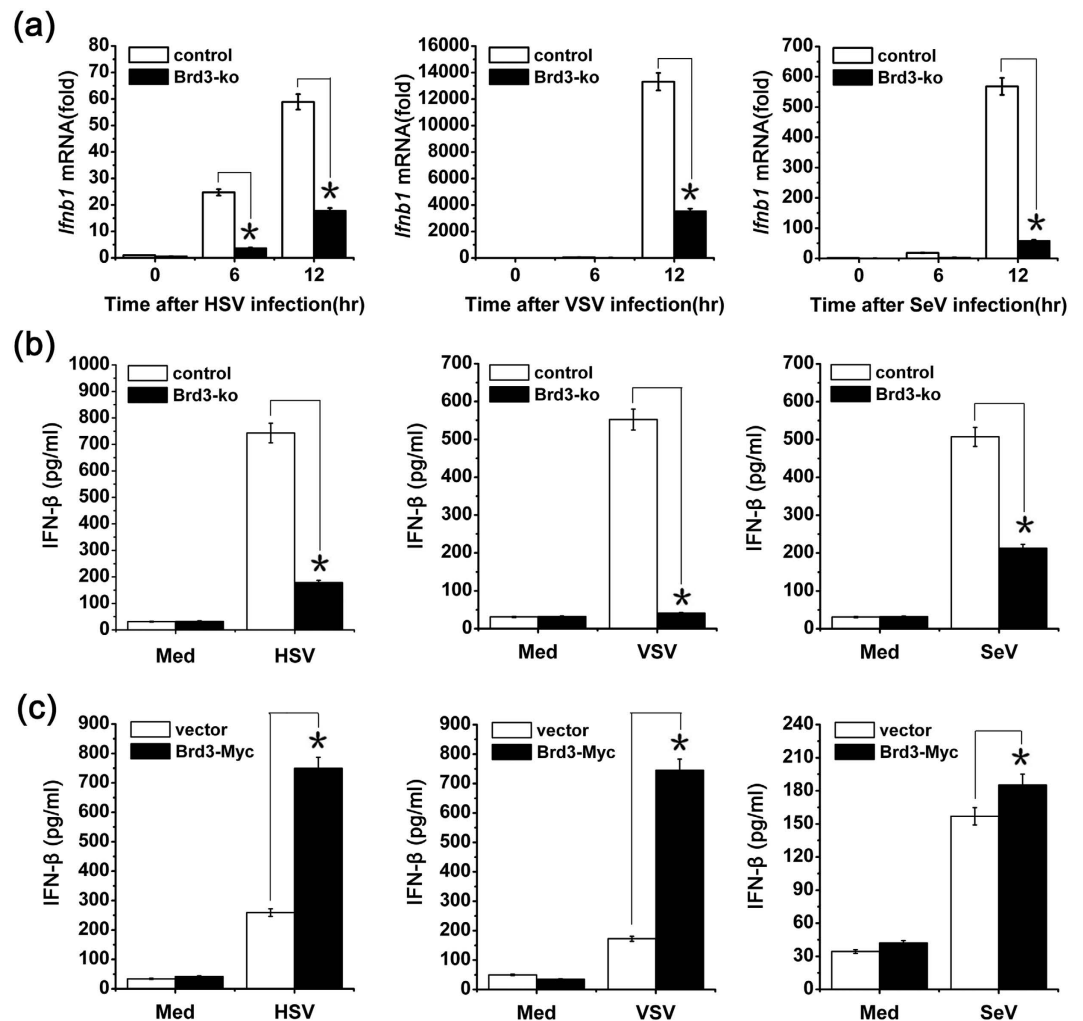 (a)
80
70
60
50
40
30
20
10
0
Ifnb1 mRNA(fold)
control
Brd3-ko
*
*
0 6 12
Time after HSV infection(hr)
16000
14000
12000
10000
8000
6000
4000
2000
0
Ifnb1 mRNA(fold)
control
Brd3-ko
*
0 6 12
Time after VSV infection(hr)
700
600
500
400
300
200
100
0
Ifnb1 mRNA(fold)
control
Brd3-ko
*
0 6 12
Time after SeV infection(hr)
(b)
1000
900
800
700
600
500
400
300
200
100
0
IFN-β (pg/ml)
control
Brd3-ko
*
Med HSV
700
600
500
400
300
200
100
0
IFN-β (pg/ml)
control
Brd3-ko
*
Med VSV
700
600
500
400
300
200
100
0
IFN-β (pg/ml)
control
Brd3-ko
*
Med SeV
(c)
900
800
700
600
500
400
300
200
100
0
IFN-β (pg/ml)
vector
Brd3-Myc
*
Med HSV
900
800
700
600
500
400
300
200
100
0
IFN-β (pg/ml)
vector
Brd3-Myc
*
Med VSV
240
210
180
150
120
90
60
30
0
IFN-β (pg/ml)
vector
Brd3-Myc
*
Med SeV